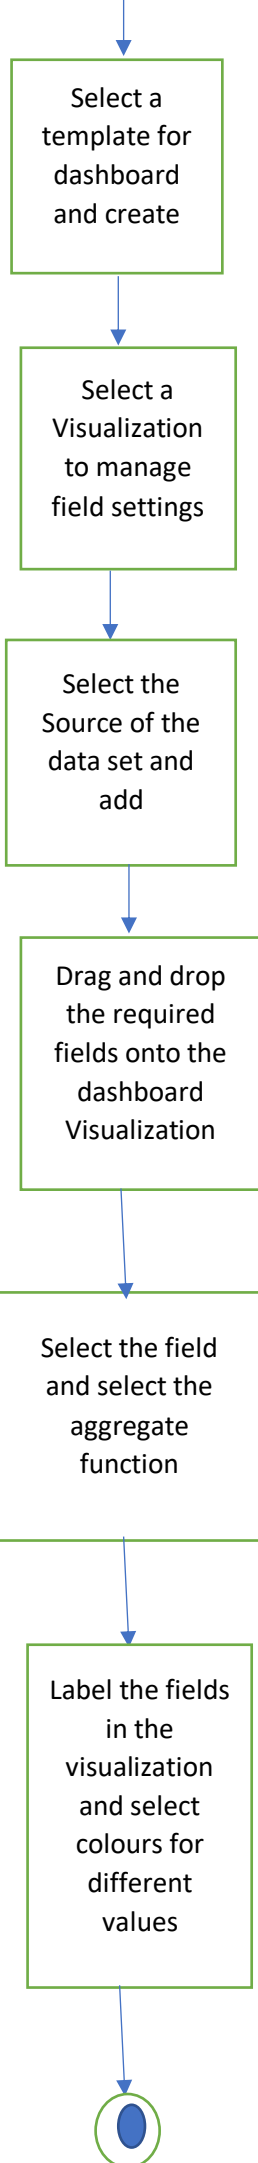 Select a
template for
dashboard
and create
Select a
Visualization
to manage
field settings
Select the
Source of the
data set and
add
Drag and drop
the required
fields onto the
dashboard
Visualization
Select the field
and select the
aggregate
function
Label the fields
in the
visualization
and select
colours for
different
values